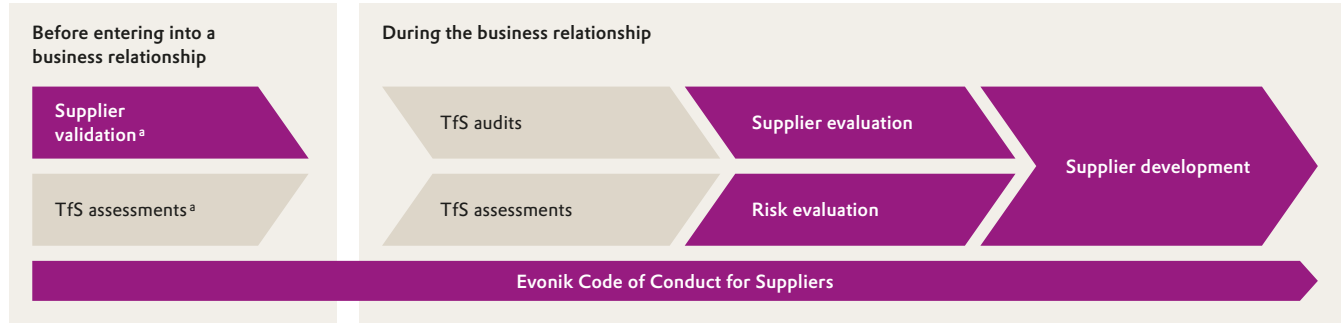 Before entering into a
business relationship
Supplier
validation a
TfS assessments a
During the business relationship
TfS audits
Supplier evaluation
TfS assessments
Risk evaluation
Supplier development
Evonik Code of Conduct for Suppliers